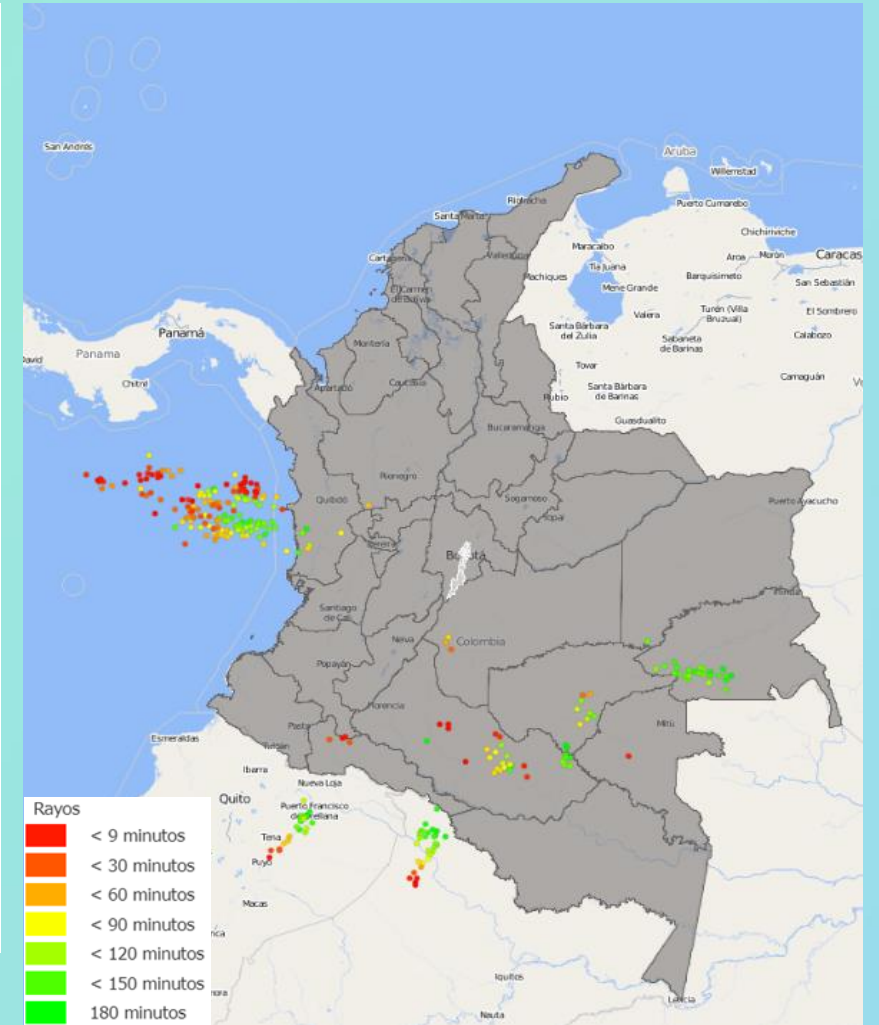 San Andrés
Aruba
Willemstad
Riohacha
Puerto Cumarebo
Santa Marta
Chichiriviche
Maracaibo
Cartagena
Aroa
Morón
Caracas
Tia Juana
Machiques
Barquisimeto
San Sebastián
El Carmen
de Bolívar
Mene Grande
Valera
Turén (Villa
Bruzual)
El Sombrero
Panamá
Santa Bárbara
del Zulia
Calabozo
Montería
Sabaneta
de Barinas
David
Panama
Tovar
Camaguán
Chitré
Apartadó
Caucasia
Rubio
Santa Bárbara
de Barinas
Guasdualito
Bucaramanga
Rionegro
Quibdó
Sogamoso
Puerto Ayacucho
Yopal
Pereira
Bogotá
Santiago
de Cali
Neiva
Colombia
Popayán
Florencia
Mitú
Pasto
Esmeraldas
Tumaco
Ibarra
Nueva Loja
Quito
Puerto Francisco
de Orellana
Tena
Puyo
Macas
Iquitos
Leticia
Nauta
Rayos
< 9 minutos
< 30 minutos
< 60 minutos
< 90 minutos
< 120 minutos
< 150 minutos
180 minutos